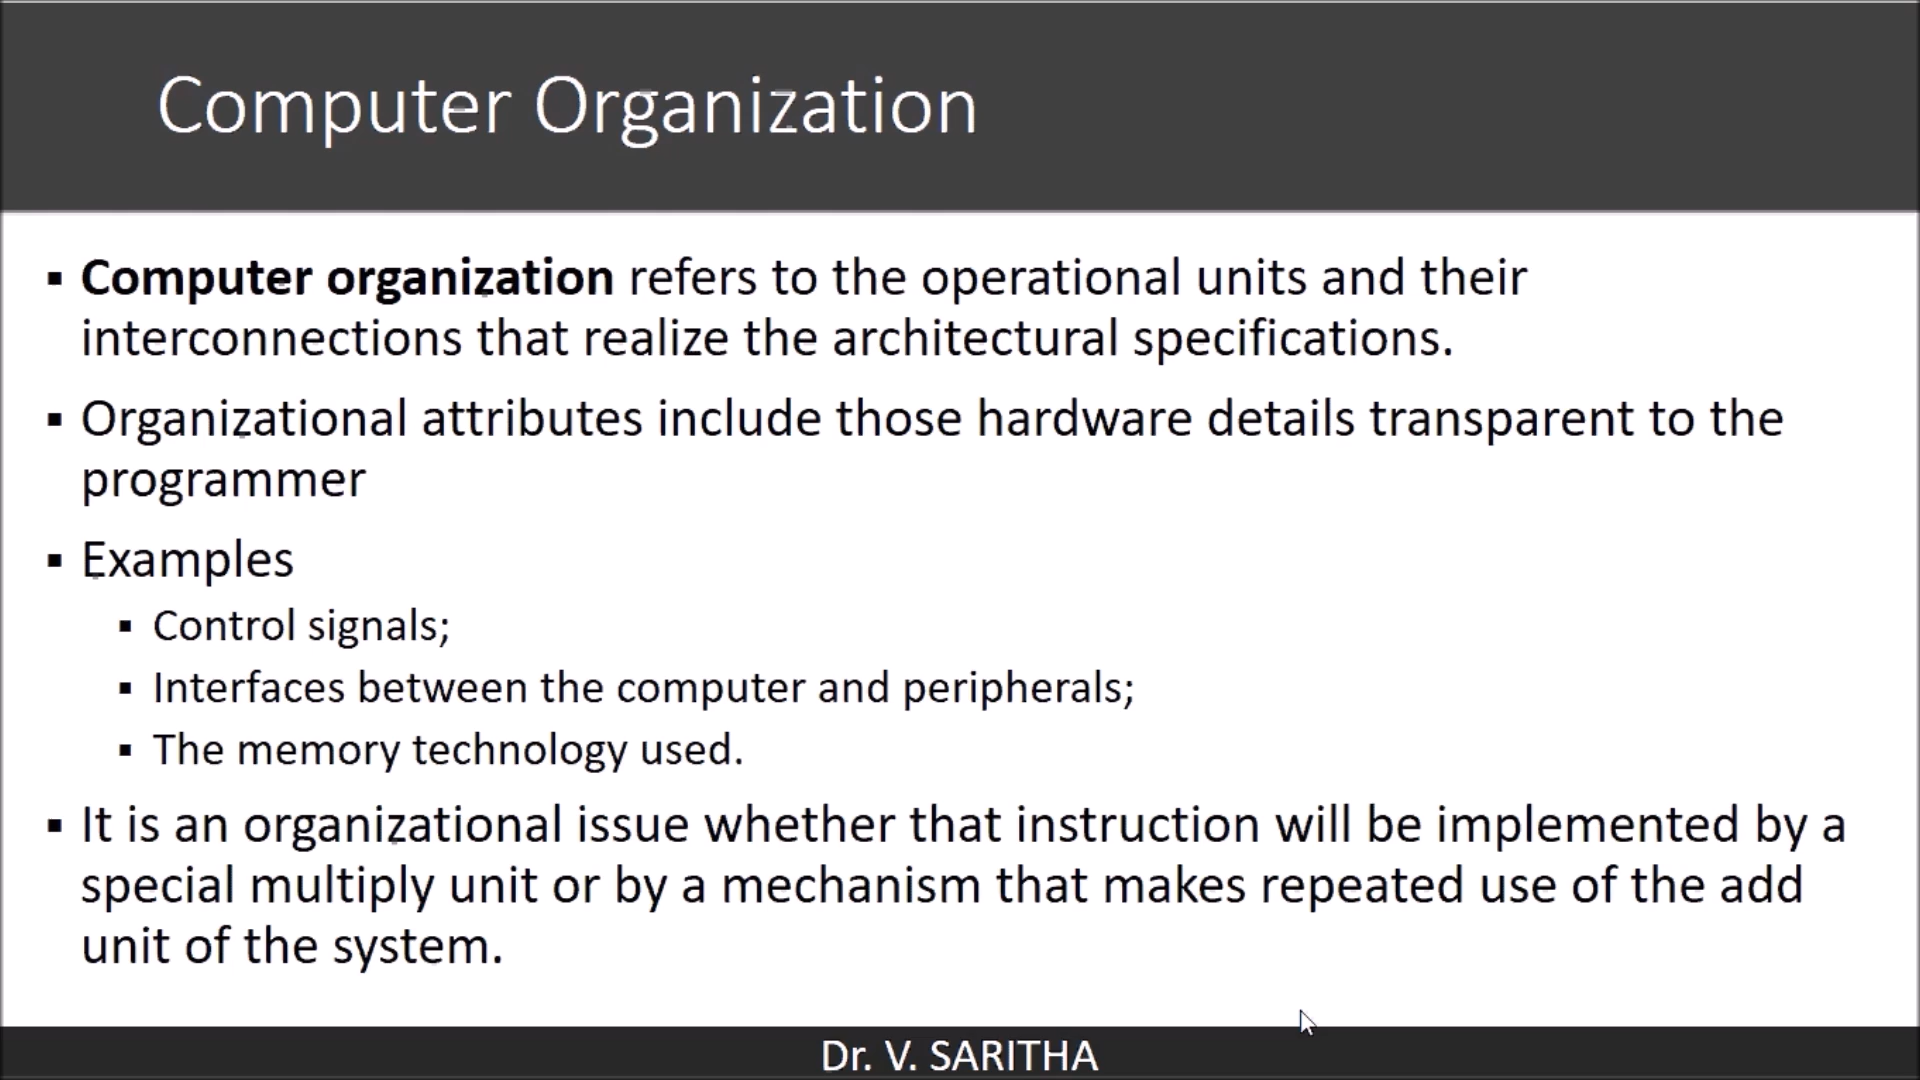 Computer Organization
▪ Computer organization refers to the operational units and their
interconnections that realize the architectural specifications.
▪ Organizational attributes include those hardware details transparent to the
programmer
▪ Examples
▪ Control signals;
▪ Interfaces between the computer and peripherals;
▪ The memory technology used.
▪ It is an organizational issue whether that instruction will be implemented by a
special multiply unit or by a mechanism that makes repeated use of the add
unit of the system.
Dr. V. SARITHA